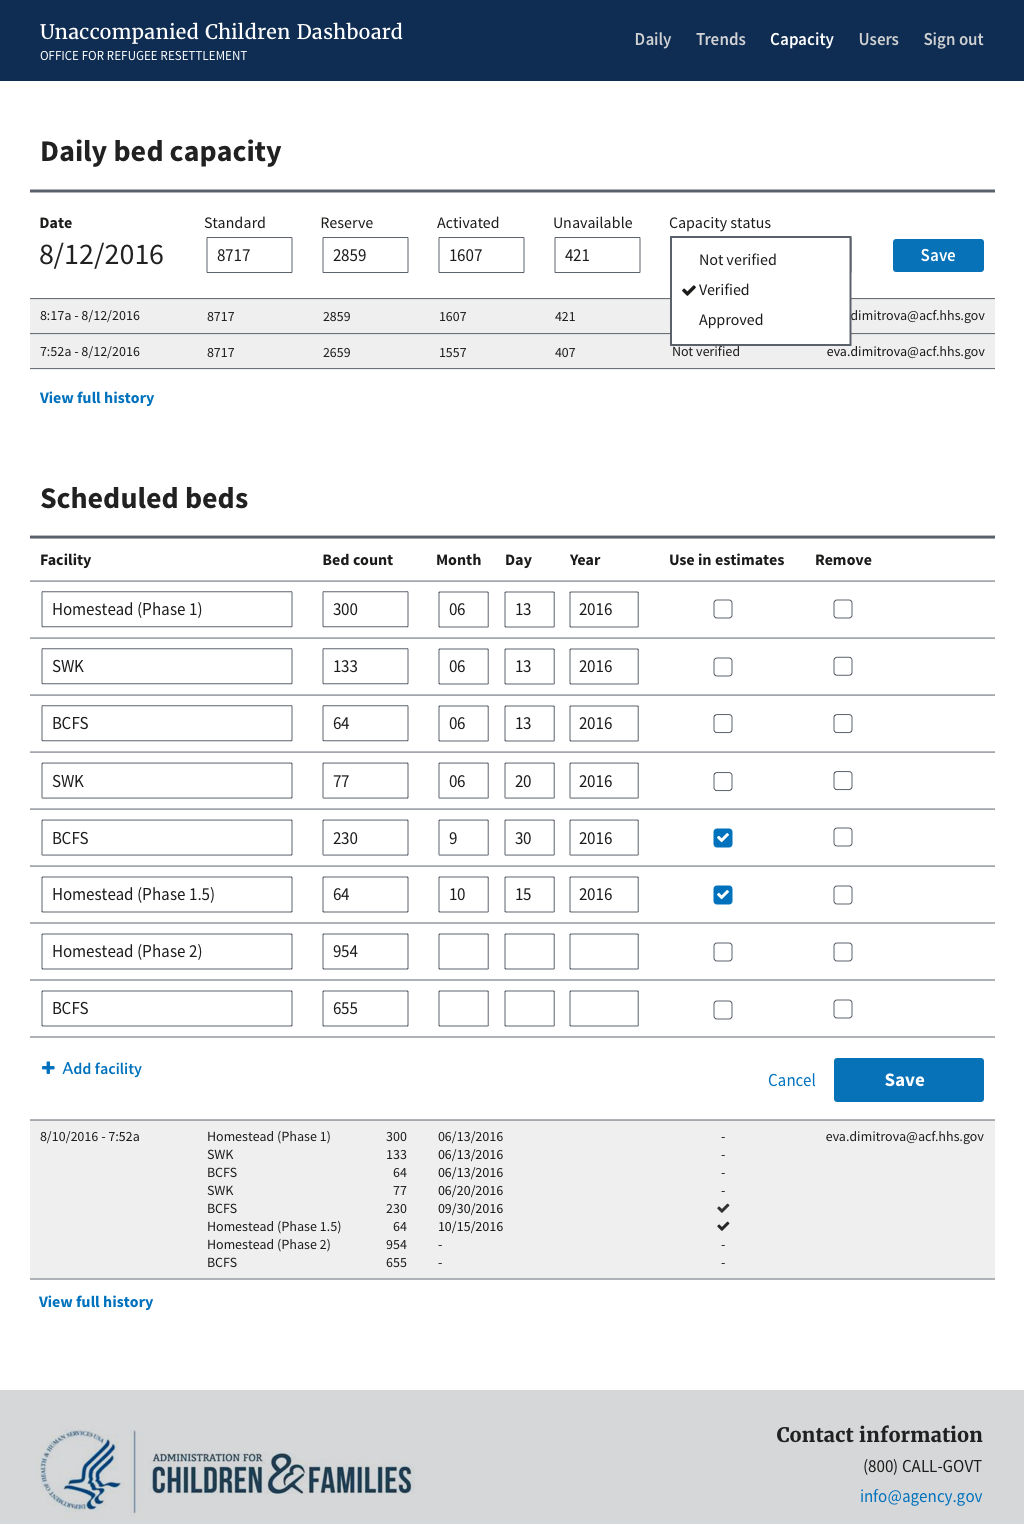 Unaccompanied Children Dashboard
OFFICE FOR REFUGEE RESETTLEMENT
Daily Trends Capacity Users Sign out
Daily bed capacity
Date Standard Reserve Activated Unavailable Capacity status
8/12/2016 8717 2859 1607 421 Save
Not verified
Verified
Approved
8:17a - 8/12/2016 8717 2859 1607 421 dimitrova@acf.hhs.gov
7:52a - 8/12/2016 8717 2659 1557 407 Not verified eva.dimitrova@acf.hhs.gov
View full history
Scheduled beds
Facility Bed count Month Day Year Use in estimates Remove
Homestead (Phase 1) 300 06 13 2016
SWK 133 06 13 2016
BCFS 64 06 13 2016
SWK 77 06 20 2016
BCFS 230 9 30 2016
Homestead (Phase 1.5) 64 10 15 2016
Homestead (Phase 2) 954
BCFS 655
Add facility Cancel Save
8/10/2016 - 7:52a Homestead (Phase 1) 300 06/13/2016 - eva.dimitrova@acf.hhs.gov
SWK 133 06/13/2016 -
BCFS 64 06/13/2016 -
SWK 77 06/20/2016 -
BCFS 230 09/30/2016 ✔
Homestead (Phase 1.5) 64 10/15/2016 ✔
Homestead (Phase 2) 954 - -
BCFS 655 - -
View full history
DEPARTMENT OF HEALTH & HUMAN SERVICES USA
ADMINISTRATION FOR
CHILDREN & FAMILIES
Contact information
(800) CALL-GOVT
info@agency.gov